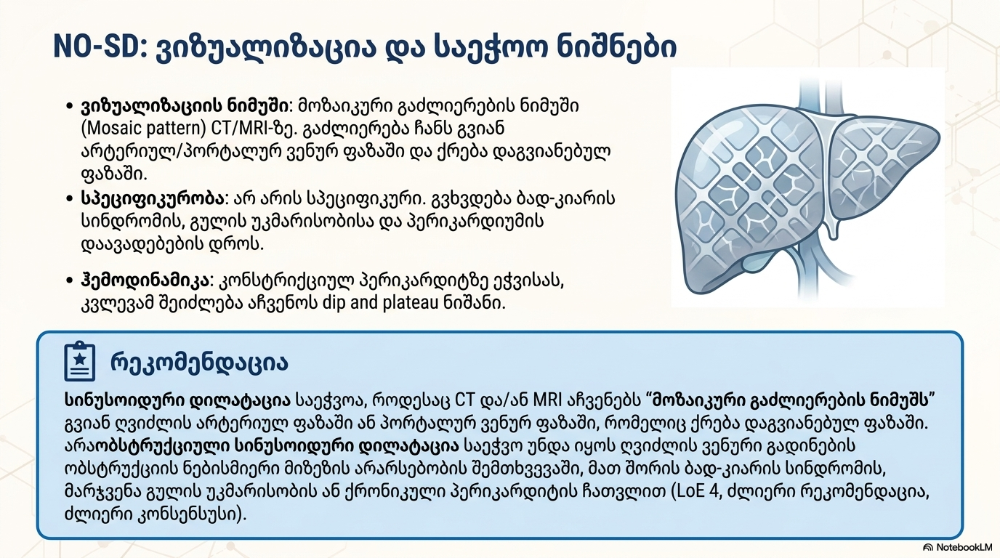 NO-SD: ვიზუალიზაცია და საეჭოო ნიშნები
• ვიზუალიზაციის ნიმუში: მოზაიკური გაძლიერების ნიმუში
(Mosaic pattern) CT/MRI-ზე. გაძლიერება ჩანს გვიან
არტერიულ/პორტალურ ვენურ ფაზაში და ქრება დაგვიანებულ
ფაზაში.
• სპეციფიკურობა: არ არის სპეციფიკური. გვხვდება ბად-კიარის
სინდრომის, გულის უკმარისობისა და პერიკარდიუმის
დაავადებების დროს.
• ჰემოდინამიკა: კონსტრიქციულ პერიკარდიტზე ეჭვისას,
კვლევამ შეიძლება აჩვენოს dip and plateau ნიშანი.
რეკომენდაცია
სინუსოიდური დილატაცია საეჭვოა, როდესაც CT და/ან MRI აჩვენებს “მოზაიკური გაძლიერების ნიმუშს”
გვიან ღვიძლის არტერიულ ფაზაში ან პორტალურ ვენურ ფაზაში, რომელიც ქრება დაგვიანებულ ფაზაში.
არაობსტრუქციული სინუსოიდური დილატაცია საეჭვო უნდა იყოს ღვიძლის ვენური გადინების
ობსტრუქციის ნებისმიერი მიზეზის არარსებობის შემთხვევვაში, მათ შორის ბად-კიარის სინდრომის,
მარჯვენა გულის უკმარისობის ან ქრონიკული პერიკარდიტის ჩათვლით (LoE 4, ძლიერი რეკომენდაცია,
ძლიერი კონსენსუსი).
NotebookLM